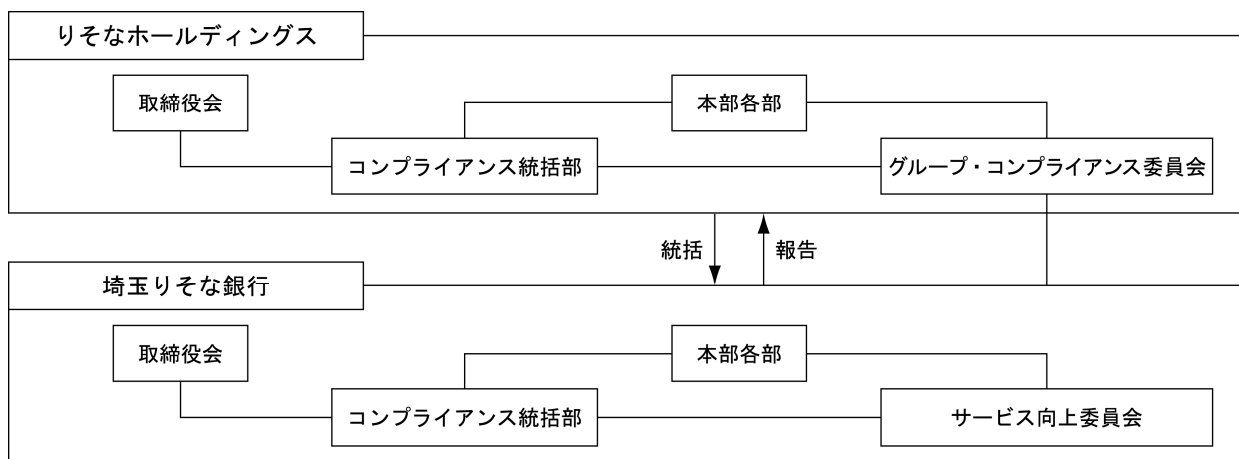 りそなホールディングス
取締役会
本部各部
コンプライアンス統括部
グループ・コンプライアンス委員会
統括
報告
埼玉りそな銀行
取締役会
本部各部
コンプライアンス統括部
サービス向上委員会